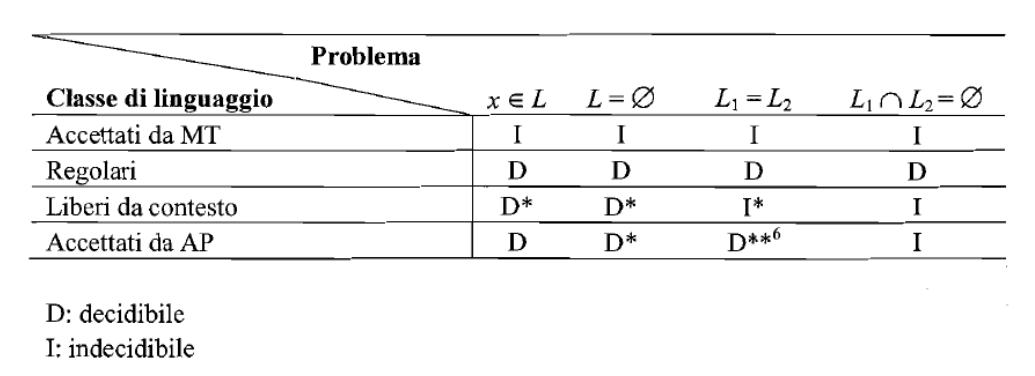 Problema
Classe di linguaggio x ∈ L L = ∅ L₁ = L₂ L₁ ∩ L₂ = ∅
Accettati da MT I I I I
Regolari D D D D
Liberi da contesto D* D* I* I
Accettati da AP D D* D**⁶ I
D: decidibile
I: indecidibile